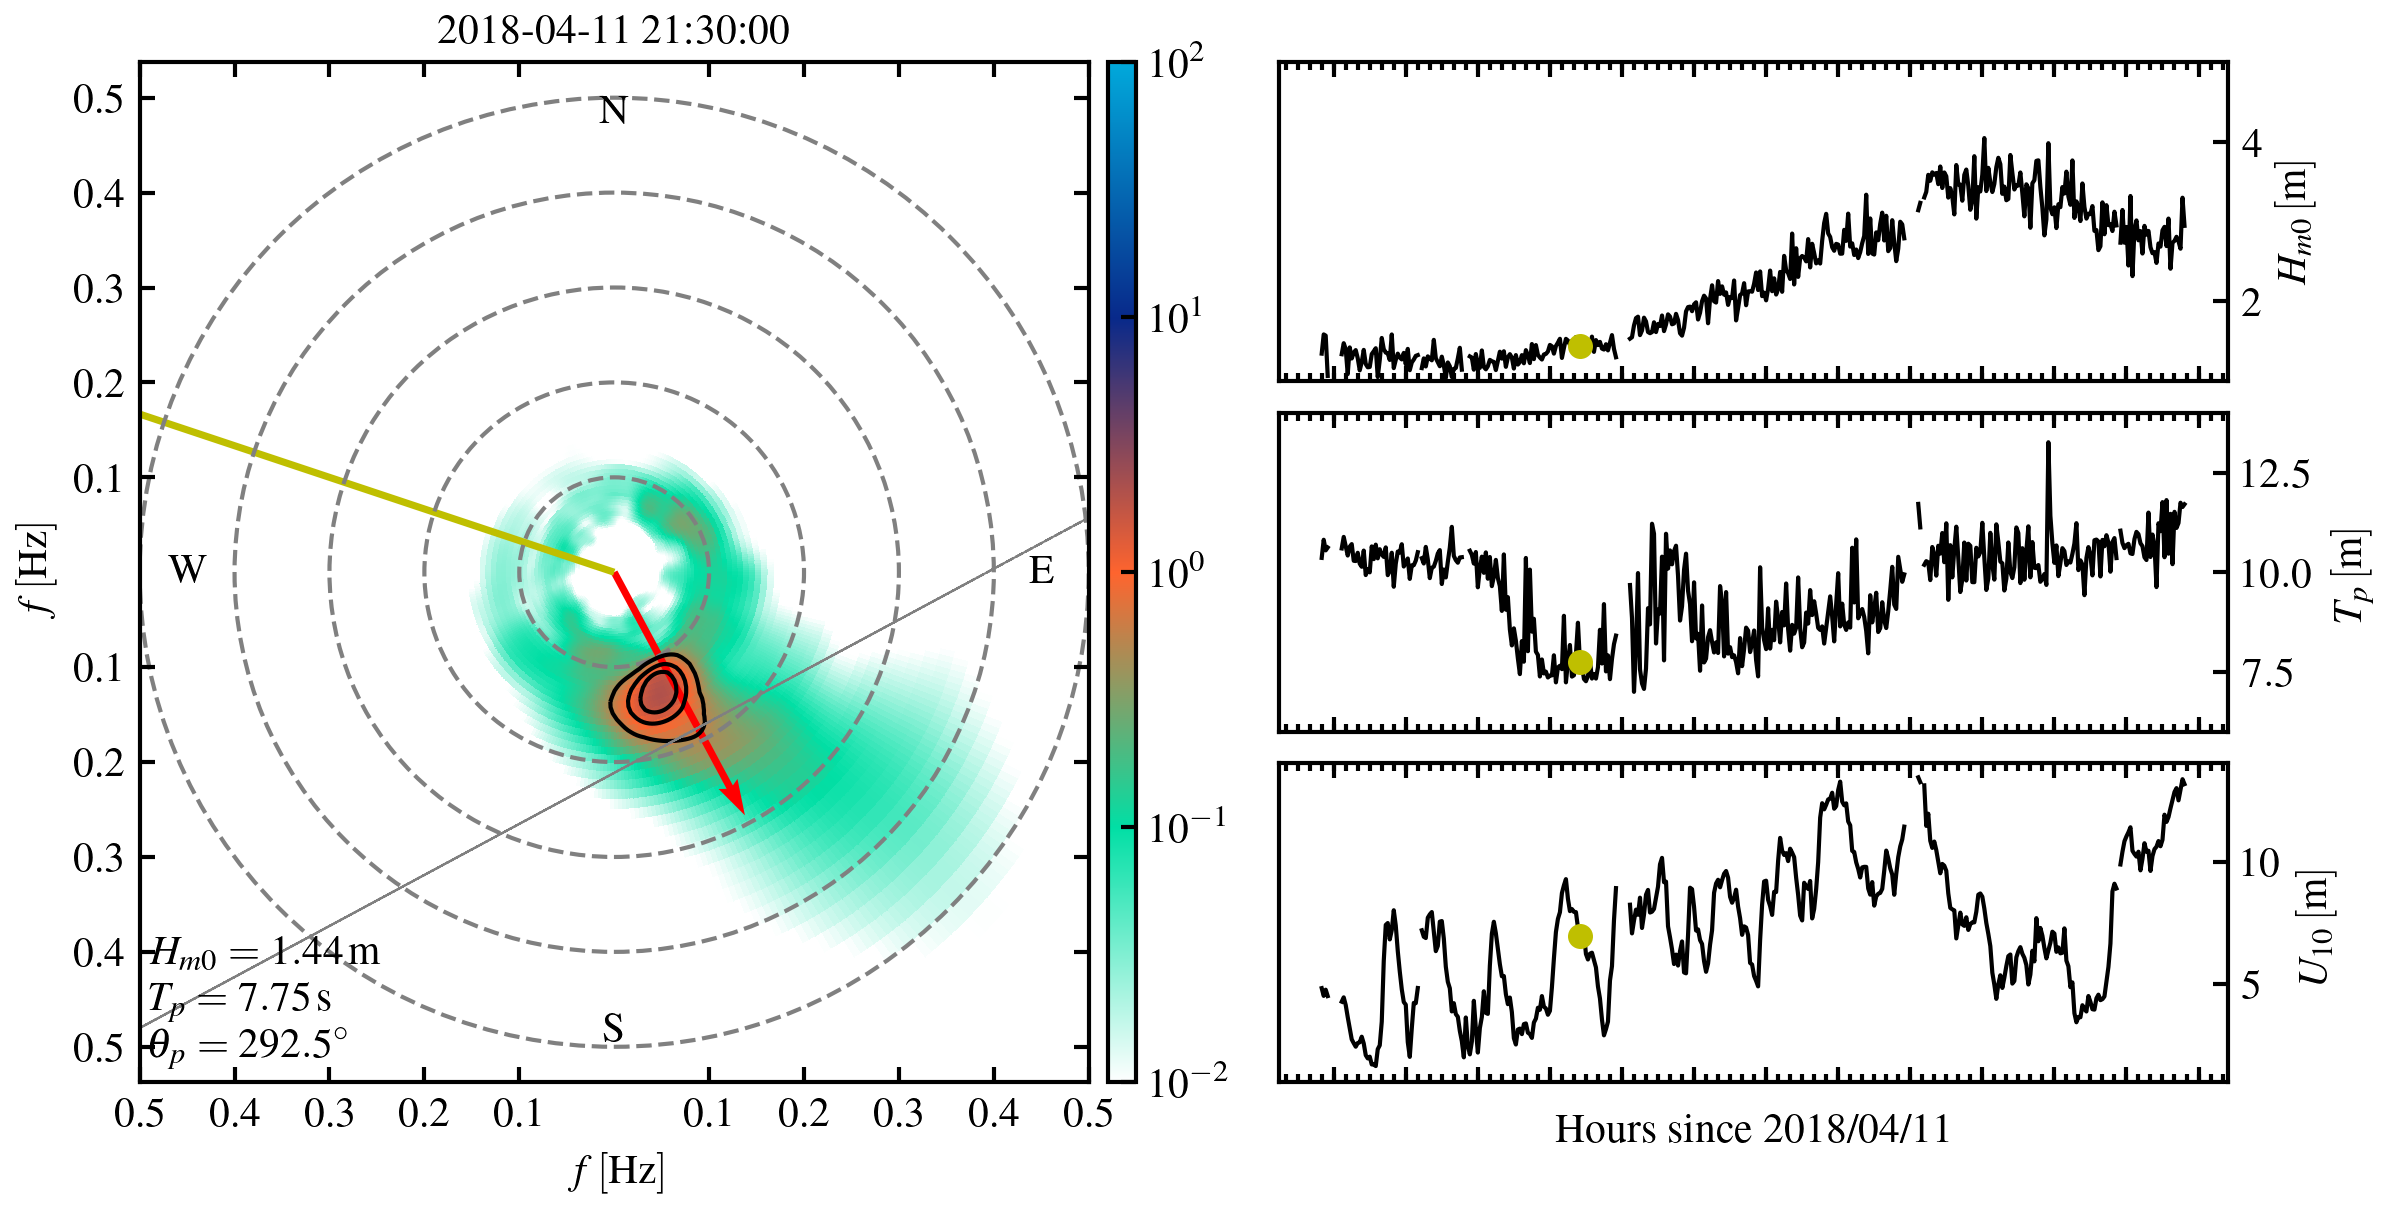 2018-04-11 21:30:00
N
W
E
S
0.5
0.4
0.3
0.2
0.1
0.1
0.2
0.3
0.4
0.5
f [Hz]
H_{m0} = 1.44 m
T_p = 7.75 s
θ_p = 292.5°
0.5 0.4 0.3 0.2 0.1 0.1 0.2 0.3 0.4 0.5
f [Hz]
10^2
10^1
10^0
10^{-1}
10^{-2}
4
2
H_{m0} [m]
12.5
10.0
7.5
T_p [m]
10
5
U_{10} [m]
Hours since 2018/04/11